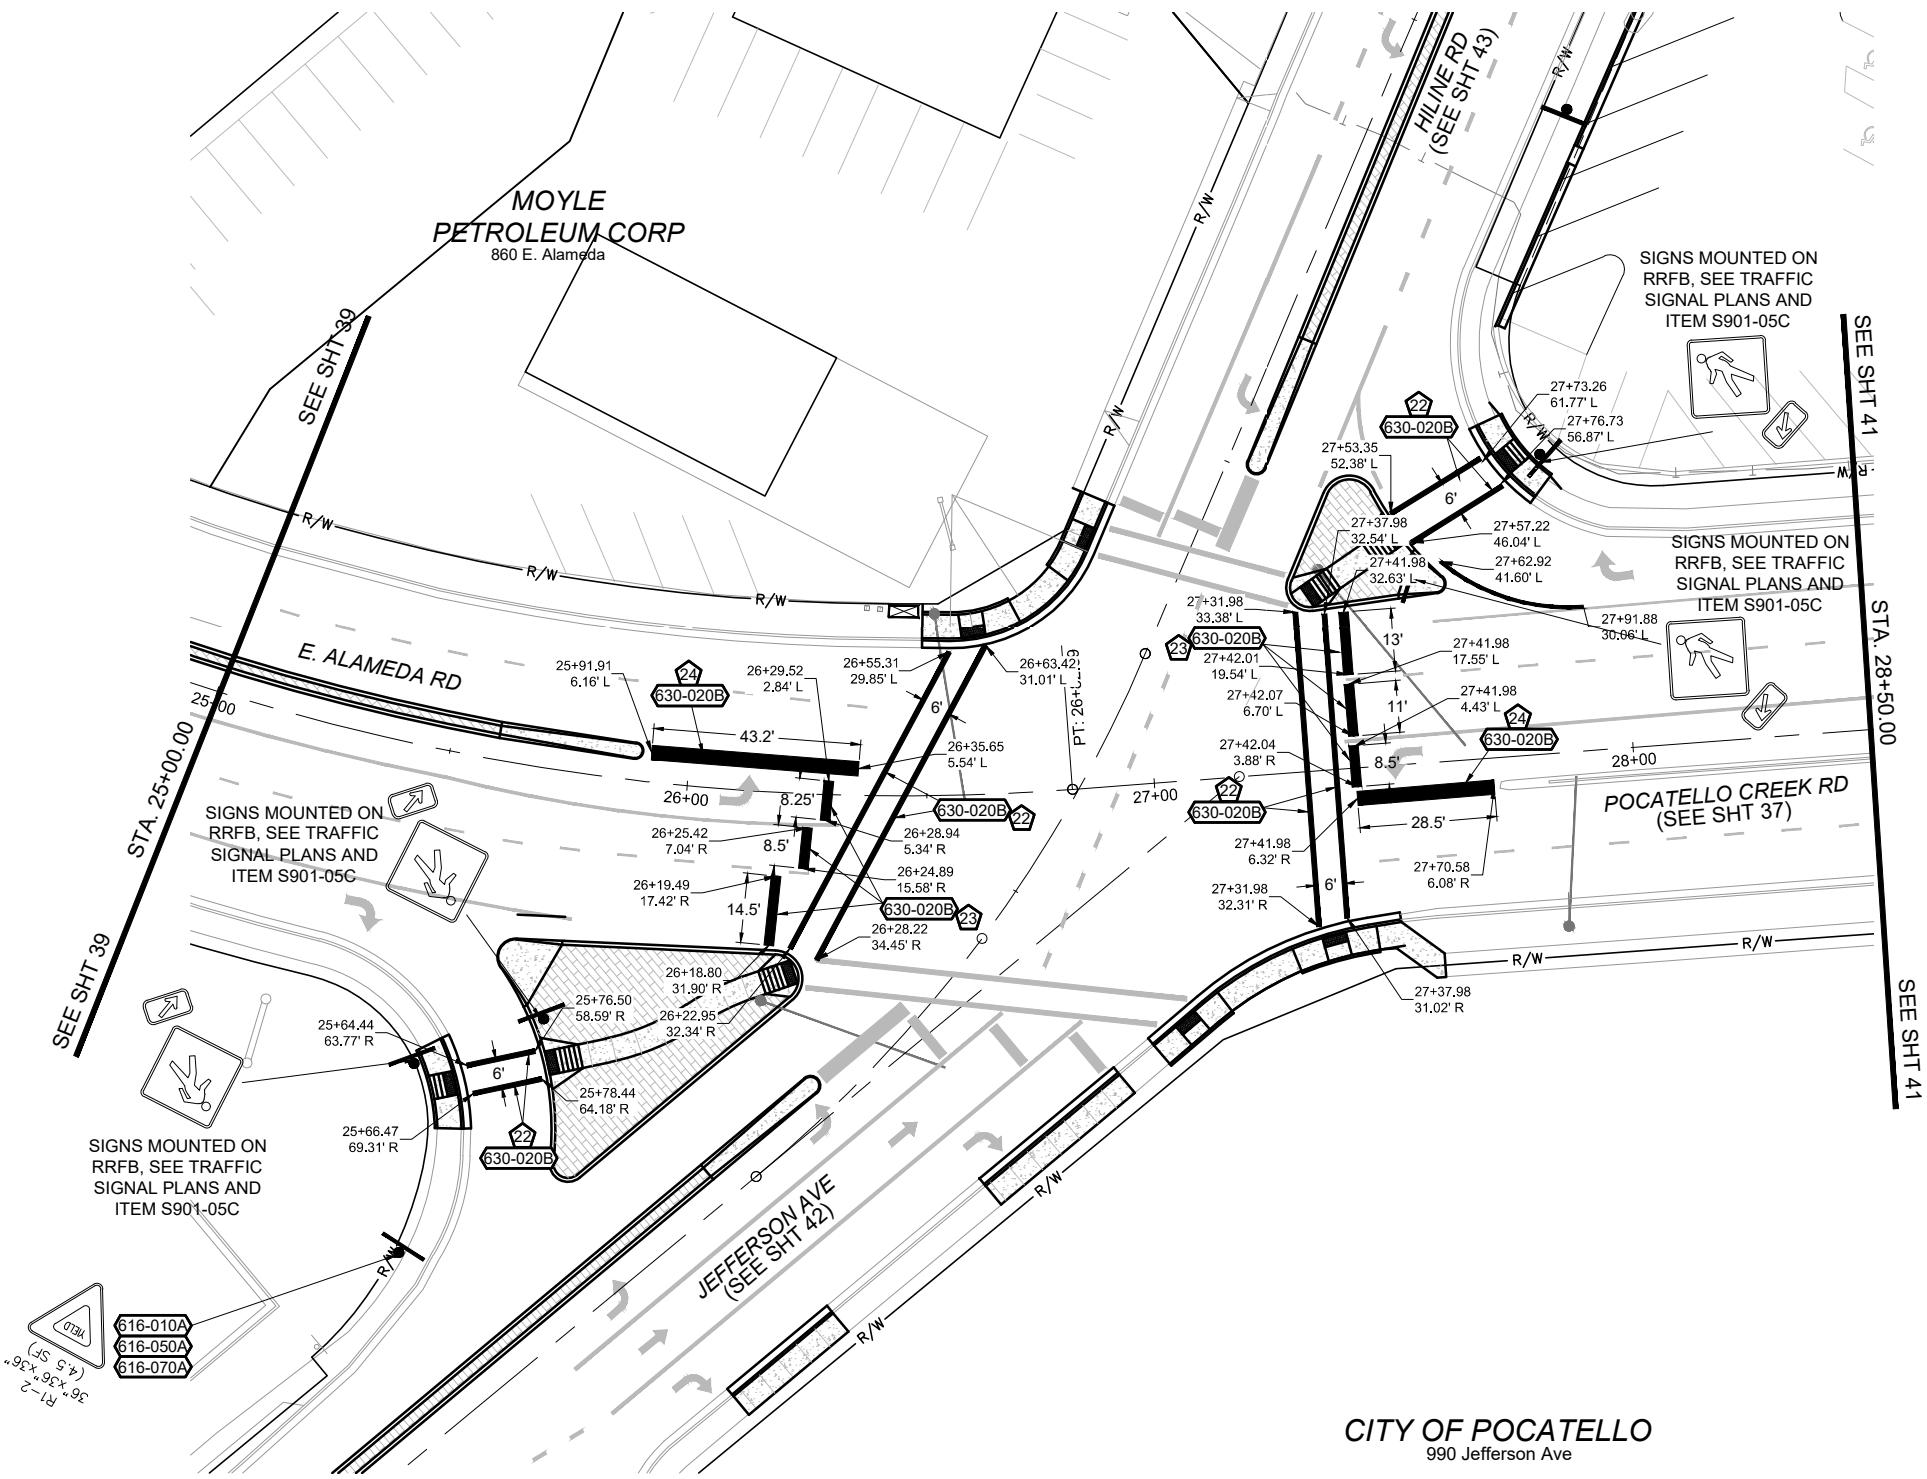 HILINE RD
(SEE SHT 43)
R/W
R/W
MOYLE
PETROLEUM CORP
860 E. Alameda
SIGNS MOUNTED ON
RRFB, SEE TRAFFIC
SIGNAL PLANS AND
ITEM S901-05C
SEE SHT 39
SEE SHT 41
27+73.26
61.77' L
22
630-020B
27+76.73
56.87' L
R/W
R/W
R/W
27+53.35
52.38' L
6'
27+57.22
46.04' L
27+37.98
32.54' L
SIGNS MOUNTED ON
RRFB, SEE TRAFFIC
SIGNAL PLANS AND
ITEM S901-05C
27+41.98
32.63' L
27+62.92
41.60' L
R/W
R/W
R/W
27+31.98
33.38' L
27+91.88
30.06' L
STA. 28+50.00
23
630-020B
13'
27+41.98
17.55' L
27+42.01
19.54' L
E. ALAMEDA RD
25+91.91
6.16' L
24
630-020B
26+29.52
2.84' L
26+55.31
29.85' L
26+63.42
31.01' L
PT: 26+
27+42.07
6.70' L
11'
27+41.98
4.43' L
24
630-020B
25+00
6'
43.2'
26+35.65
5.54' L
27+42.04
3.88' R
8.5'
28+00
STA. 25+00.00
26+00
8.25'
27+00
22
630-020B
POCATELLO CREEK RD
(SEE SHT 37)
630-020B
22
SIGNS MOUNTED ON
RRFB, SEE TRAFFIC
SIGNAL PLANS AND
ITEM S901-05C
26+25.42
7.04' R
8.5'
26+28.94
5.34' R
28.5'
27+41.98
6.32' R
27+70.58
6.08' R
26+24.89
15.58' R
26+19.49
17.42' R
14.5'
630-020B
23
27+31.98
32.31' R
6'
26+28.22
34.45' R
R/W
R/W
SEE SHT 39
26+18.80
31.90' R
25+76.50
58.59' R
26+22.95
32.34' R
27+37.98
31.02' R
SEE SHT 41
25+64.44
63.77' R
6'
25+78.44
64.18' R
25+66.47
69.31' R
22
630-020B
SIGNS MOUNTED ON
RRFB, SEE TRAFFIC
SIGNAL PLANS AND
ITEM S901-05C
R/W
JEFFERSON AVE
(SEE SHT 42)
R/W
R/W
YIELD
616-010A
616-050A
616-070A
R1-2
36"x36"x36"
(4.5 SF)
CITY OF POCATELLO
990 Jefferson Ave